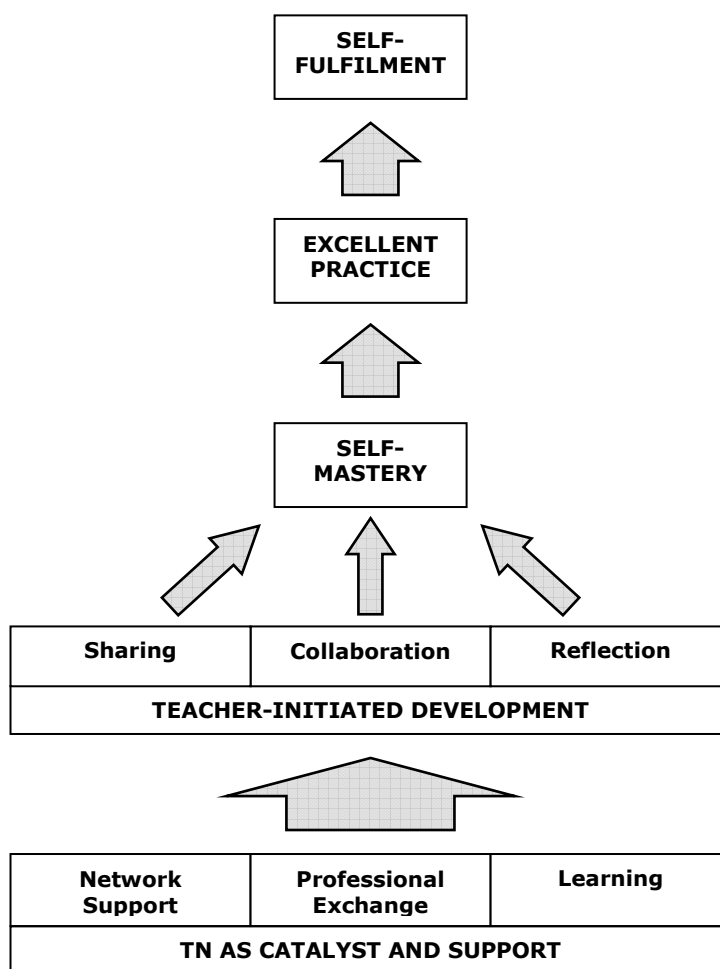 SELF-
FULFILMENT
EXCELLENT
PRACTICE
SELF-
MASTERY
Sharing
Collaboration
Reflection
TEACHER-INITIATED DEVELOPMENT
Network
Support
Professional
Exchange
Learning
TN AS CATALYST AND SUPPORT